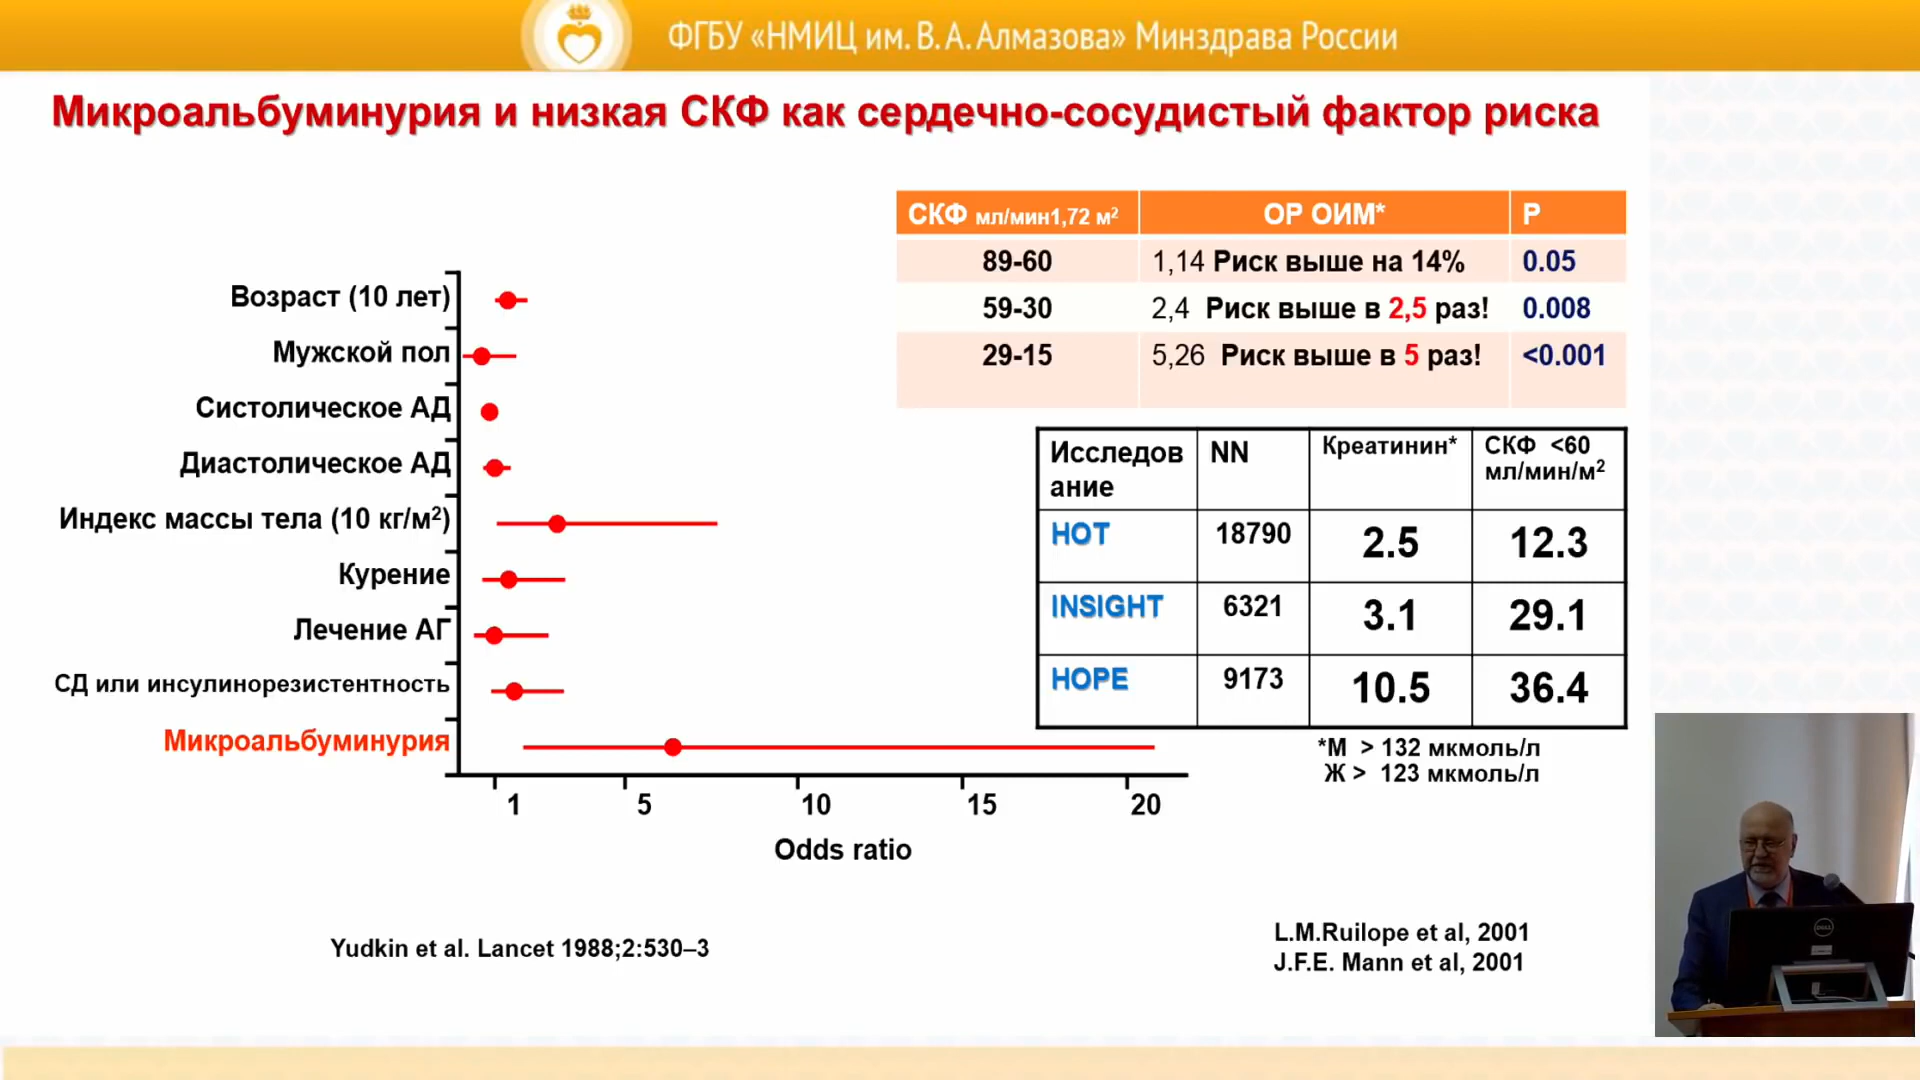 ФГБУ «НМИЦ им. В. А. Алмазова» Минздрава России
Микроальбуминурия и низкая СКФ как сердечно-сосудистый фактор риска
СКФ мл/мин1,72 м² ОР ОИМ* P
89-60 1,14 Риск выше на 14% 0.05
59-30 2,4 Риск выше в 2,5 раз! 0.008
29-15 5,26 Риск выше в 5 раз! <0.001
Возраст (10 лет)
Мужской пол
Систолическое АД
Диастолическое АД
Индекс массы тела (10 кг/м²)
Курение
Лечение АГ
СД или инсулинорезистентность
Микроальбуминурия
1 5 10 15 20
Odds ratio
Исследов
ание
NN
Креатинин*
СКФ <60
мл/мин/м²
HOT 18790 2.5 12.3
INSIGHT 6321 3.1 29.1
HOPE 9173 10.5 36.4
*М > 132 мкмоль/л
Ж > 123 мкмоль/л
Yudkin et al. Lancet 1988;2:530–3
L.M.Ruilope et al, 2001
J.F.E. Mann et al, 2001
DELL